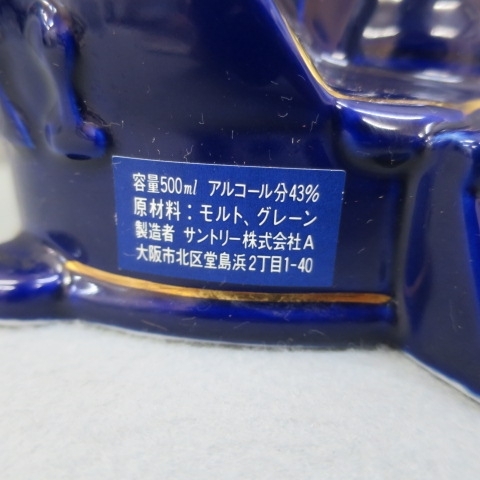 容量500ml アルコール分43%
原材料：モルト、グレーン
製造者 サントリー株式会社A
大阪市北区堂島浜2丁目1-40